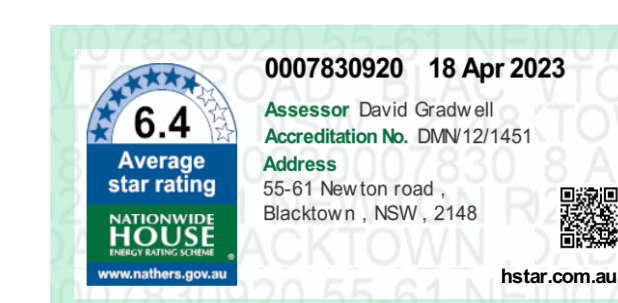 0007830920 18 Apr 2023
6.4
Average
star rating
NATIONWIDE
HOUSE
ENERGY RATING SCHEME ®
www.nathers.gov.au
Assessor David Gradwell
Accreditation No. DMN/12/1451
Address
55-61 Newton road ,
Blacktown , NSW , 2148
hstar.com.au